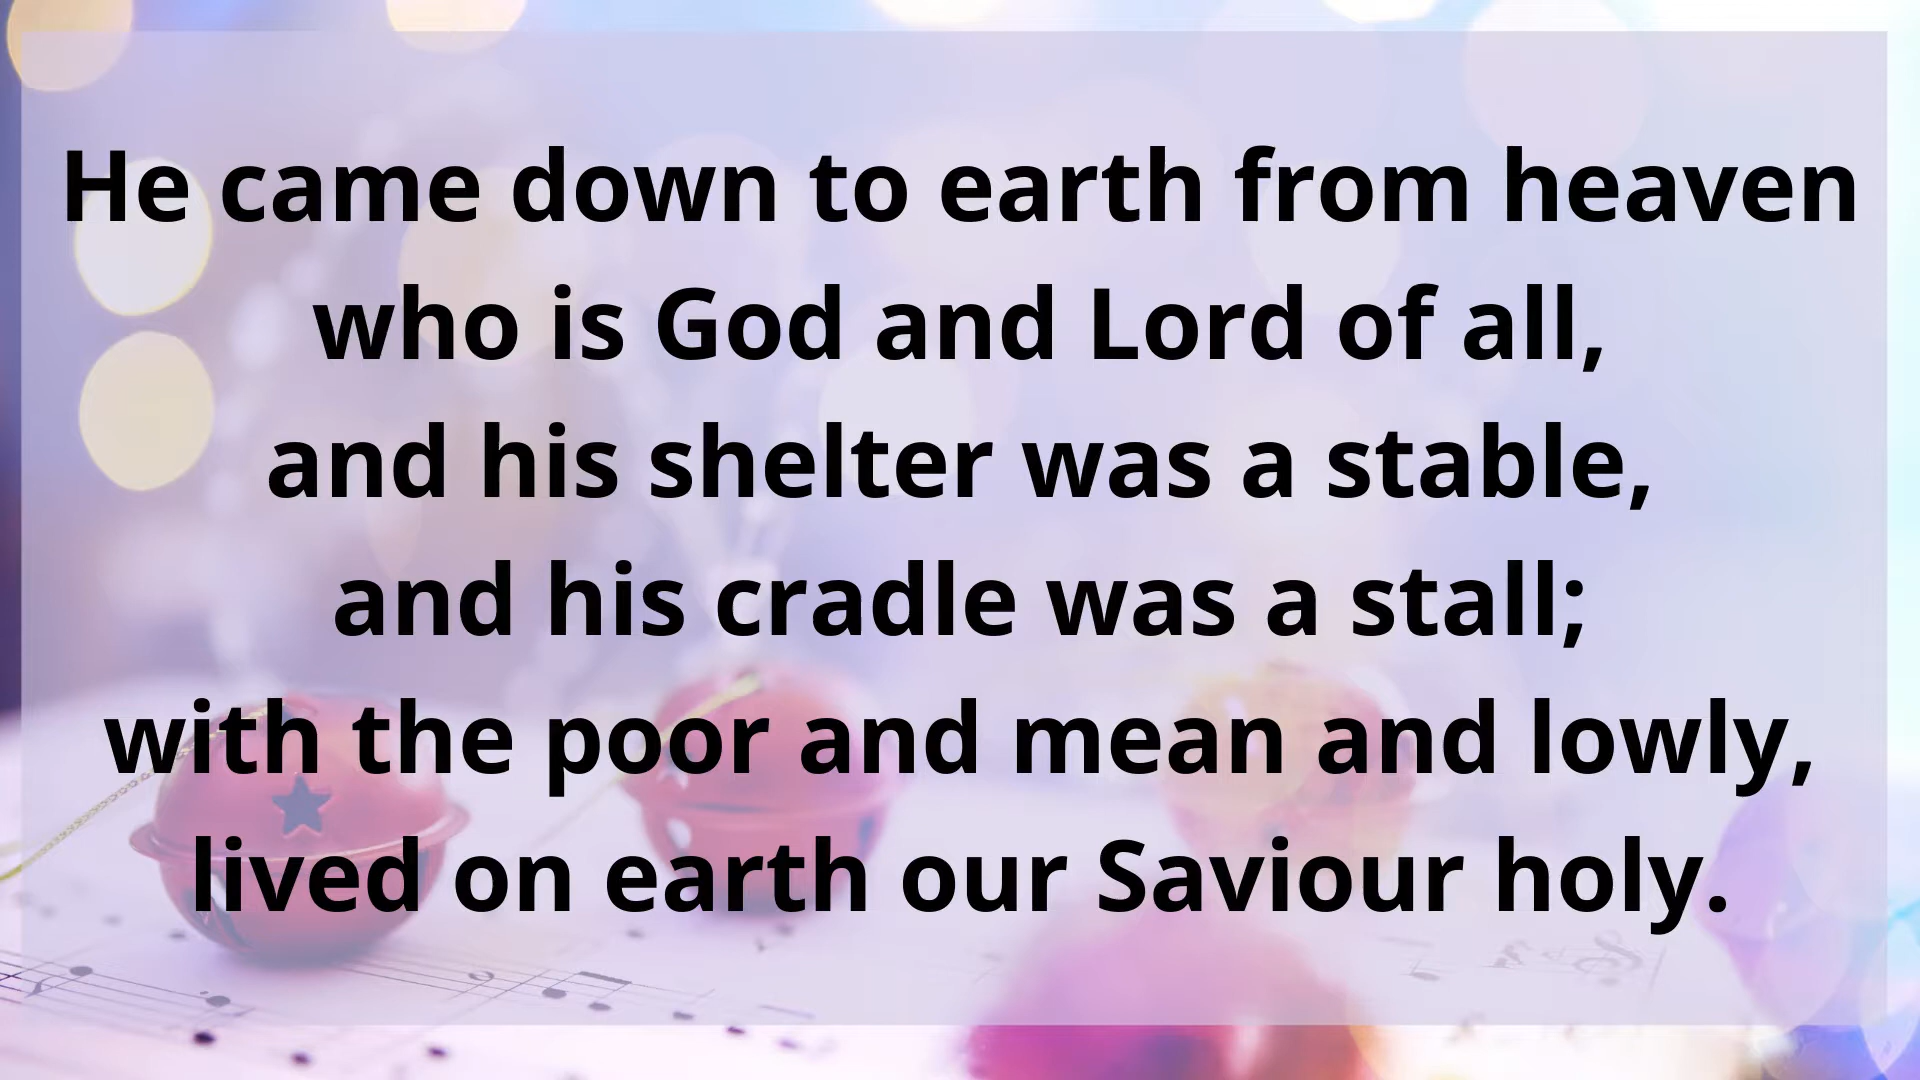 He came down to earth from heaven
who is God and Lord of all,
and his shelter was a stable,
and his cradle was a stall;
with the poor and mean and lowly,
lived on earth our Saviour holy.